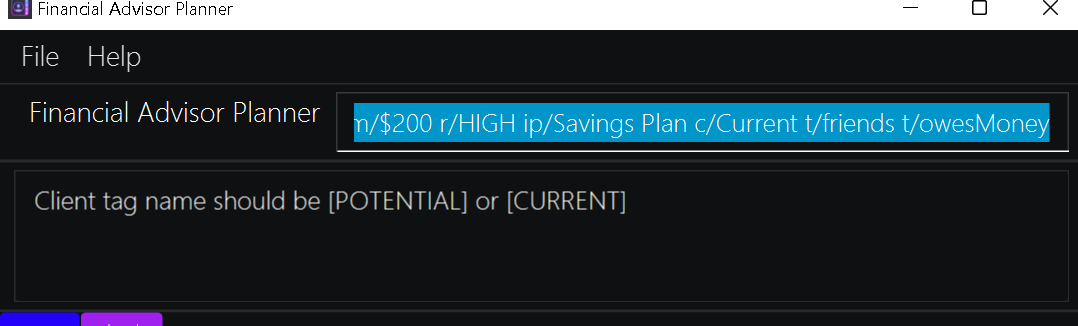 Financial Advisor Planner
File Help
Financial Advisor Planner
m/$200 r/HIGH ip/Savings Plan c/Current t/friends t/owesMoney
Client tag name should be [POTENTIAL] or [CURRENT]